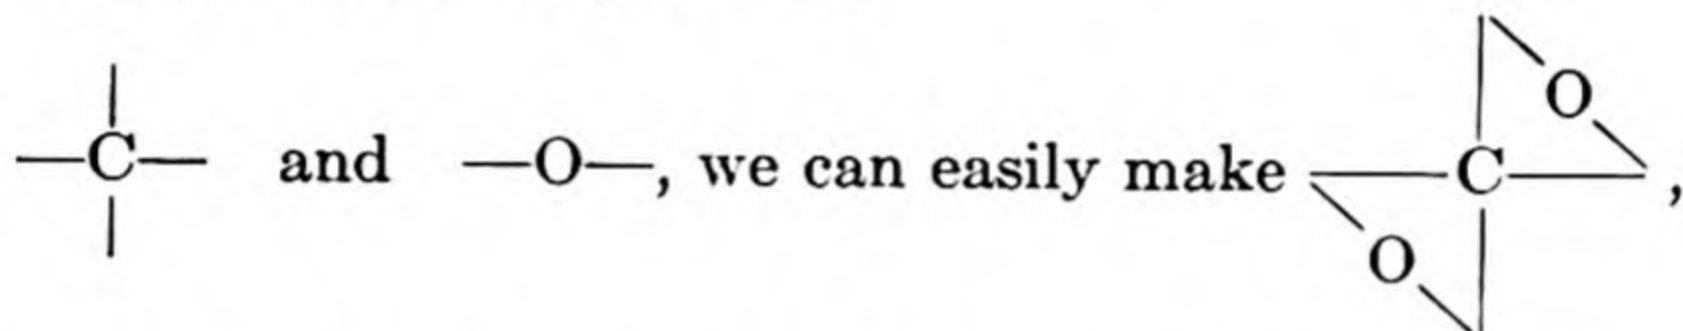 —C— and —O—, we can easily make —C—,
O
O